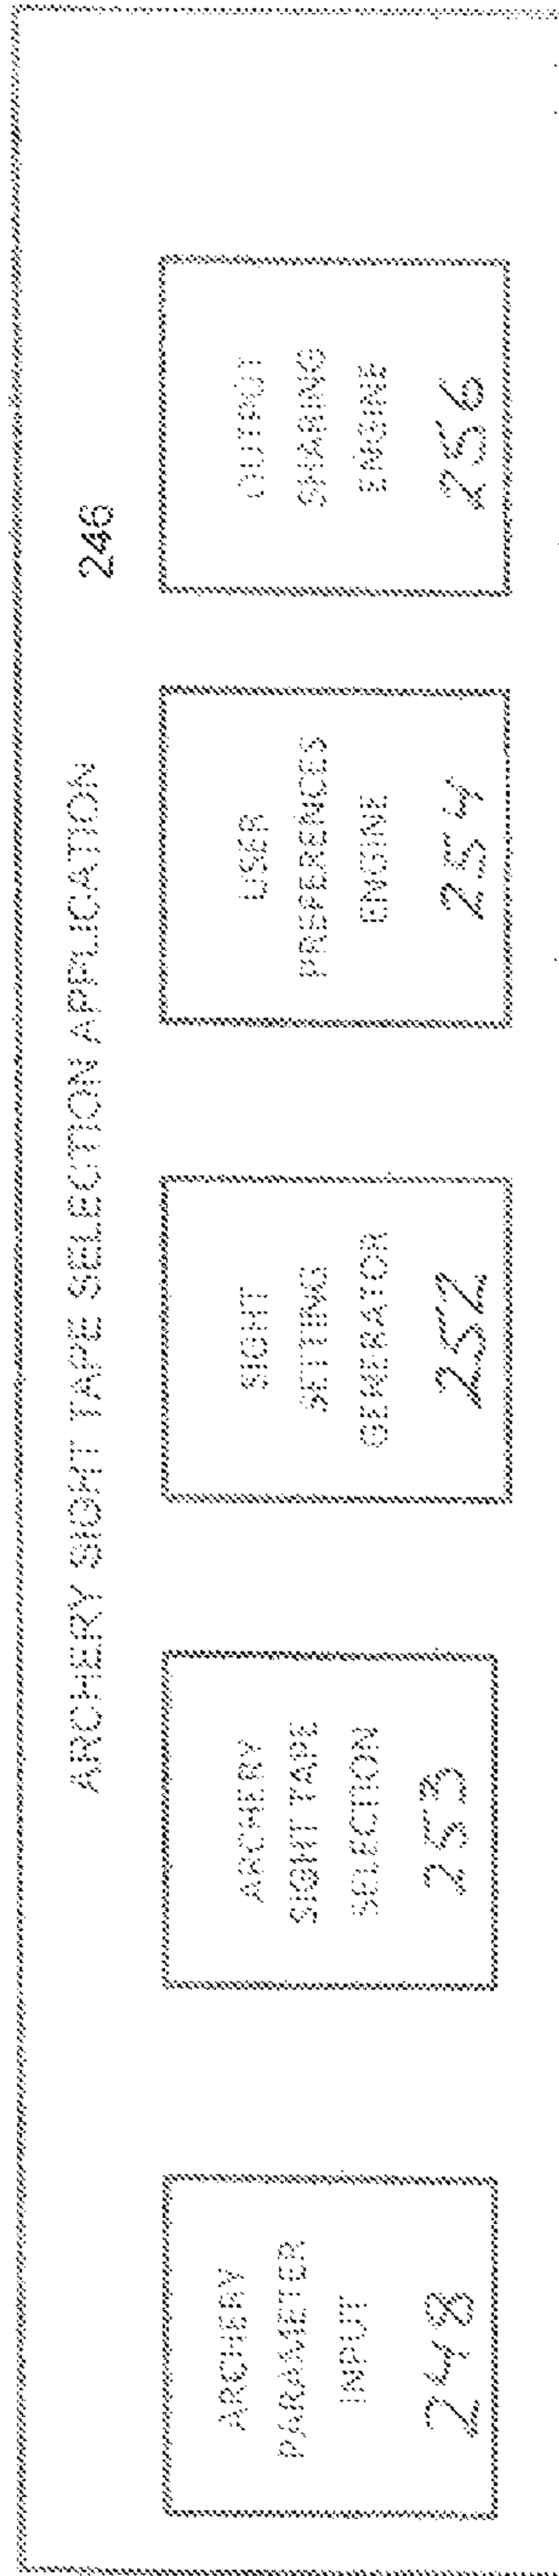 ARCHERY SIGHT TAPE SELECTION APPLICATION 246
ARCHERY
PARAMETER
INPUT
248
ARCHERY
SIGHT TAPE
SELECTION
253
SIGHT
SETTING
GENERATOR
252
USER
PREFERENCES
ENGINE
254
OUTPUT
SHARING
ENGINE
256